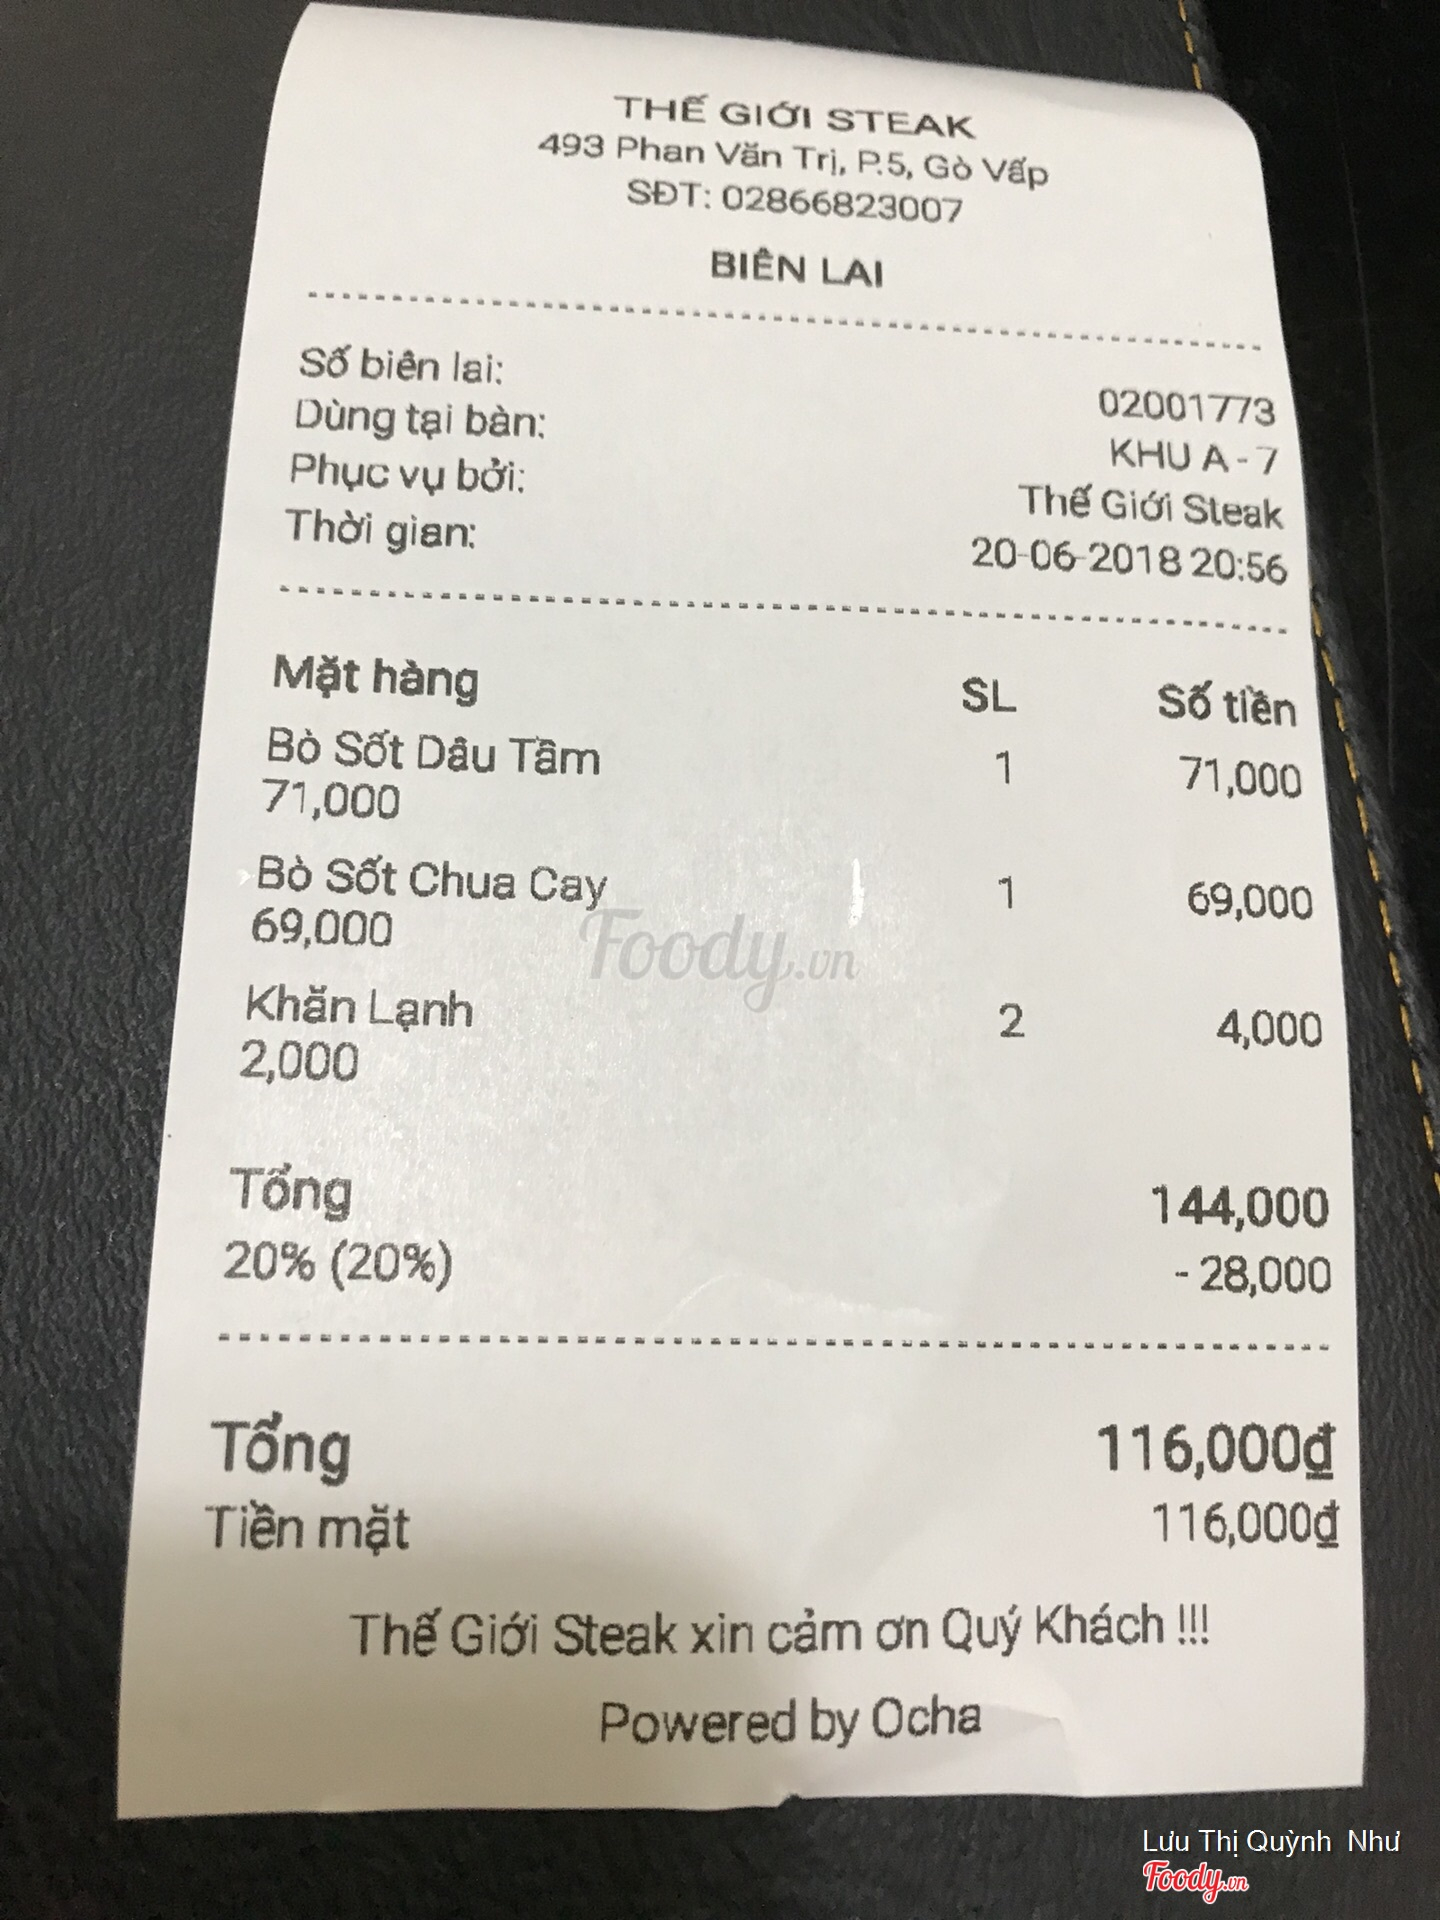 THẾ GIỚI STEAK
493 Phan Văn Trị, P.5, Gò Vấp
SĐT: 02866823007
BIÊN LAI
Số biên lai: 02001773
Dùng tại bàn: KHU A - 7
Phục vụ bởi: Thế Giới Steak
Thời gian: 20-06-2018 20:56
Mặt hàng SL Số tiền
Bò Sốt Dâu Tằm 1 71,000
71,000
Bò Sốt Chua Cay 1 69,000
69,000
Foody.vn
Khăn Lạnh 2 4,000
2,000
Tổng 144,000
20% (20%) - 28,000
Tổng 116,000₫
Tiền mặt 116,000₫
Thế Giới Steak xin cảm ơn Quý Khách !!!
Powered by Ocha
Lưu Thị Quỳnh Như
Foody.vn